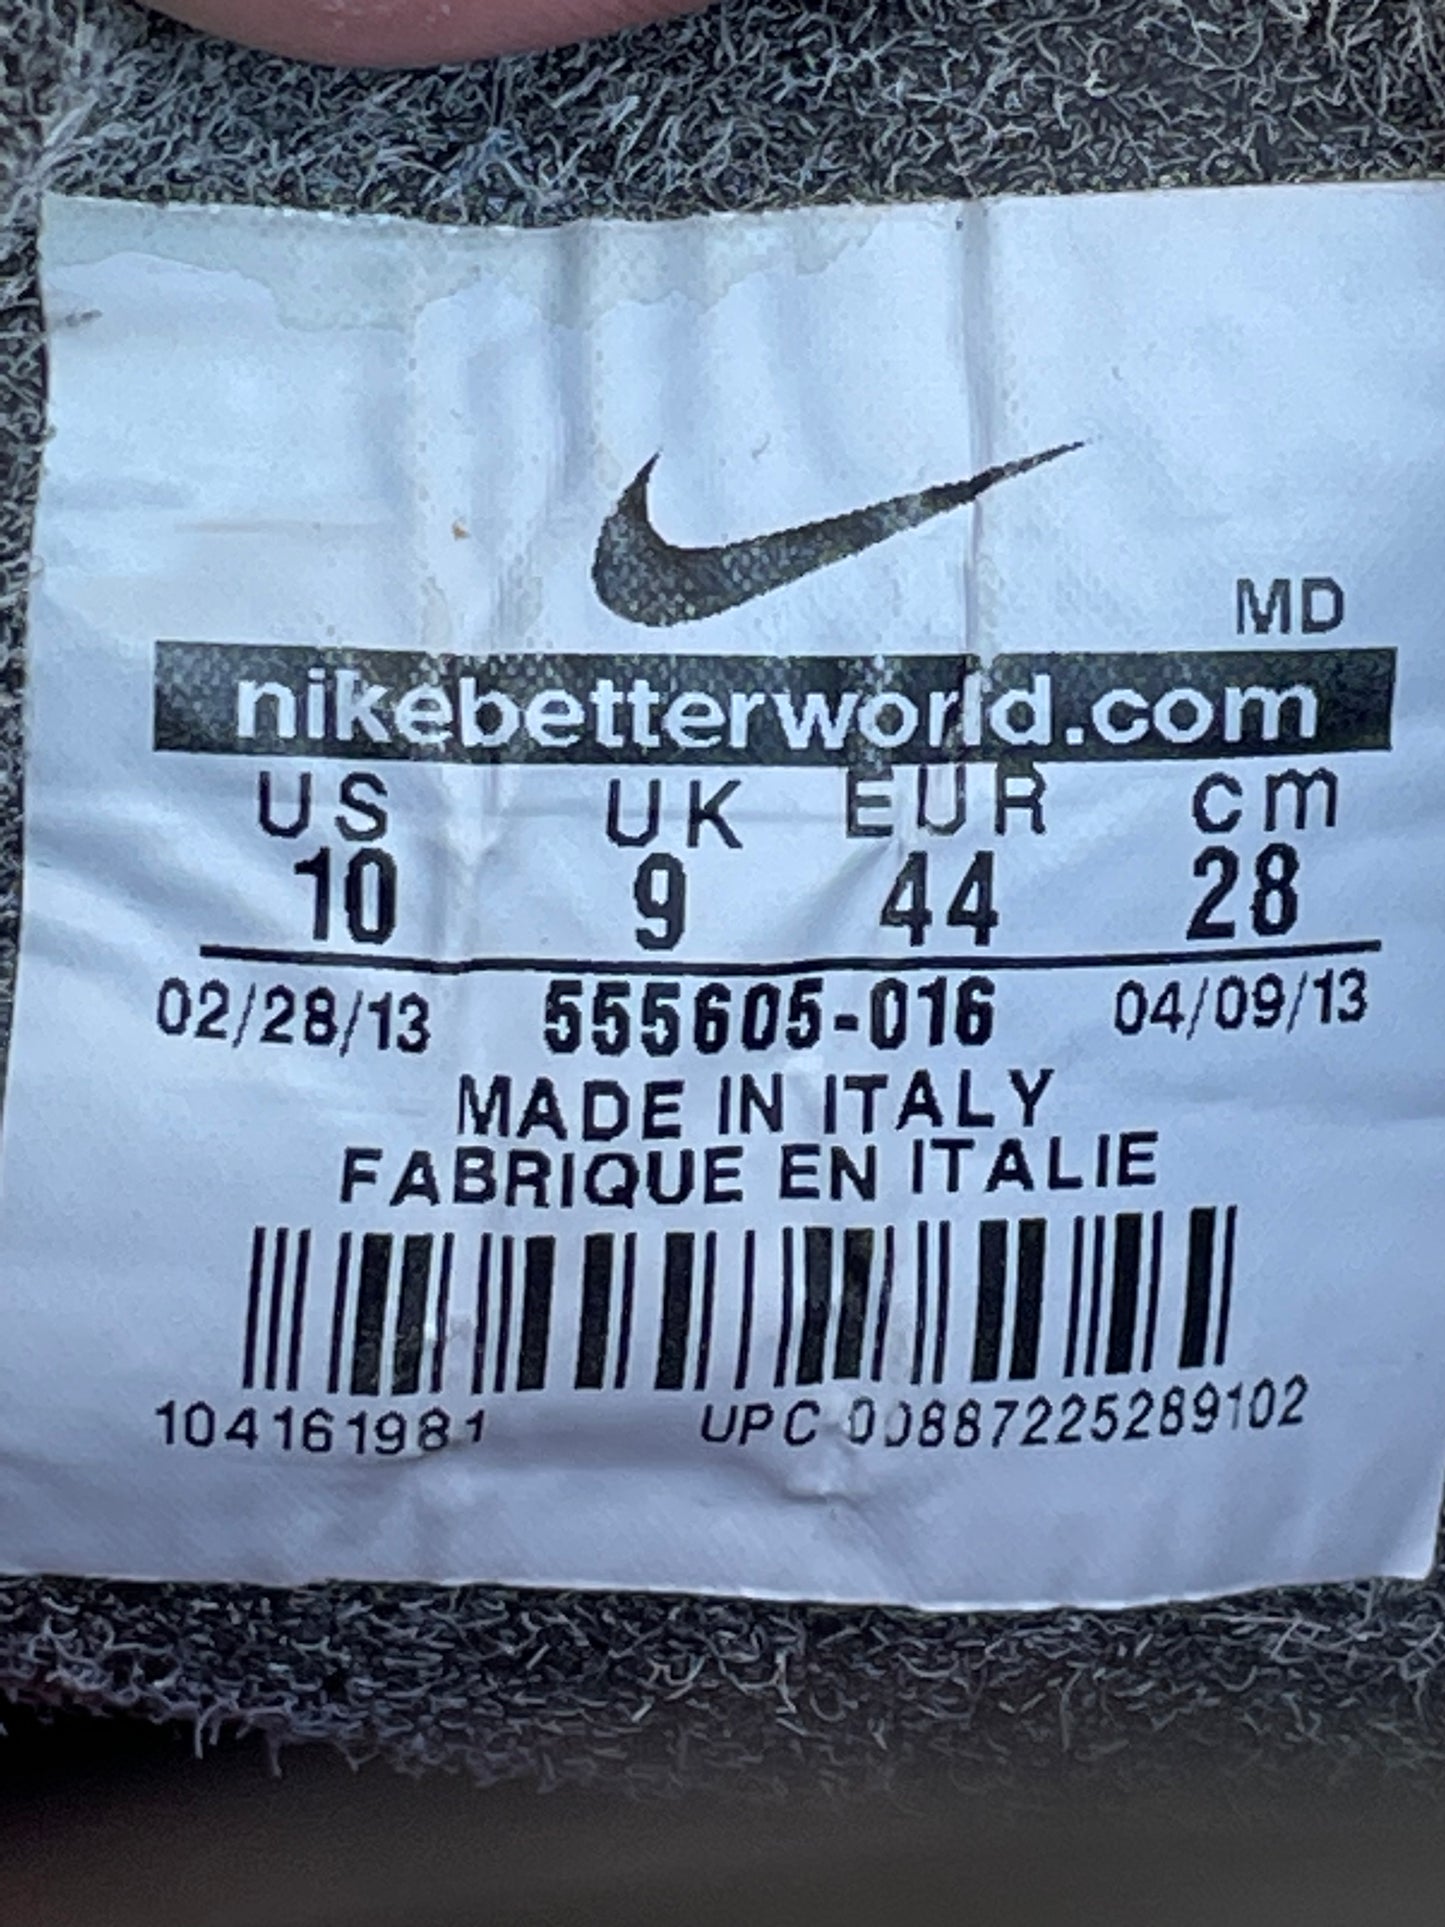 MD
nikebetterworld.com
US UK EUR cm
10 9 44 28
02/28/13 555605-016 04/09/13
MADE IN ITALY
FABRIQUE EN ITALIE
104161981 UPC 00887225289102